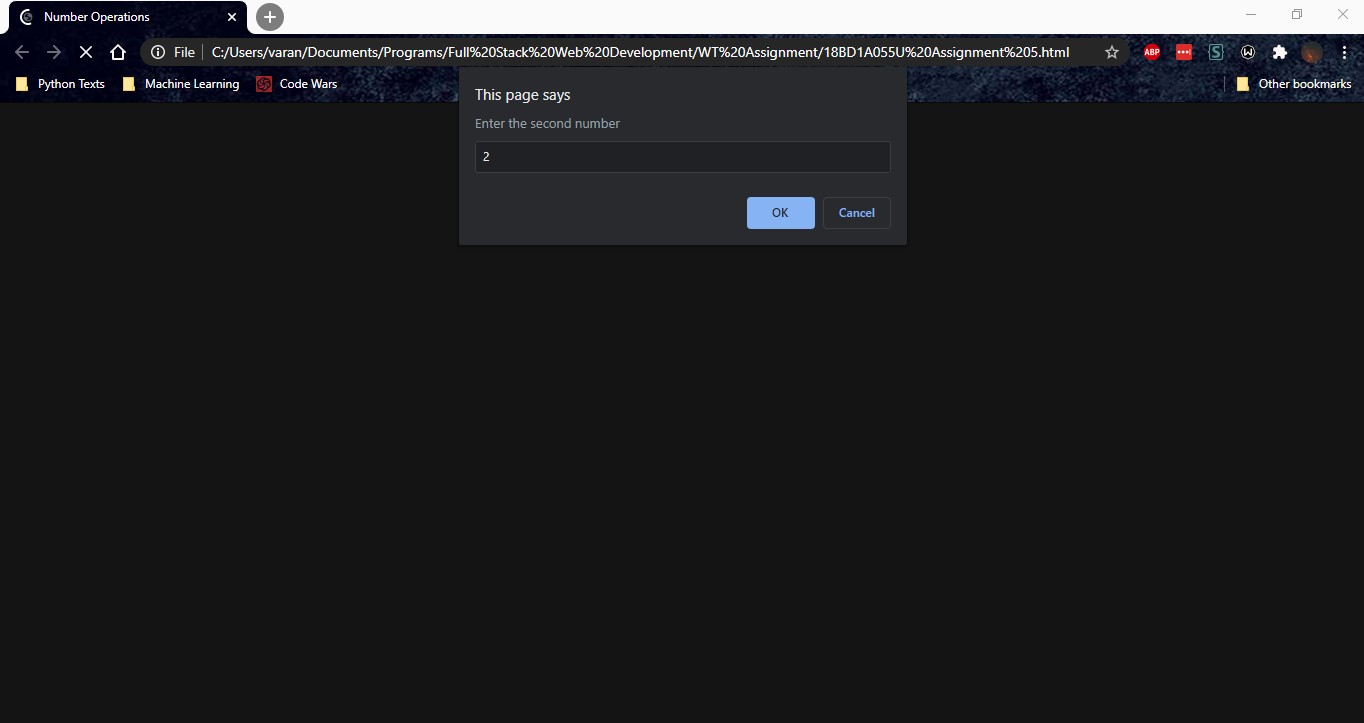 Number Operations
File C:/Users/varan/Documents/Programs/Full%20Stack%20Web%20Development/WT%20Assignment/18BD1A055U%20Assignment%205.html
ABP
Python Texts Machine Learning Code Wars Other bookmarks
This page says
Enter the second number
2
OK Cancel